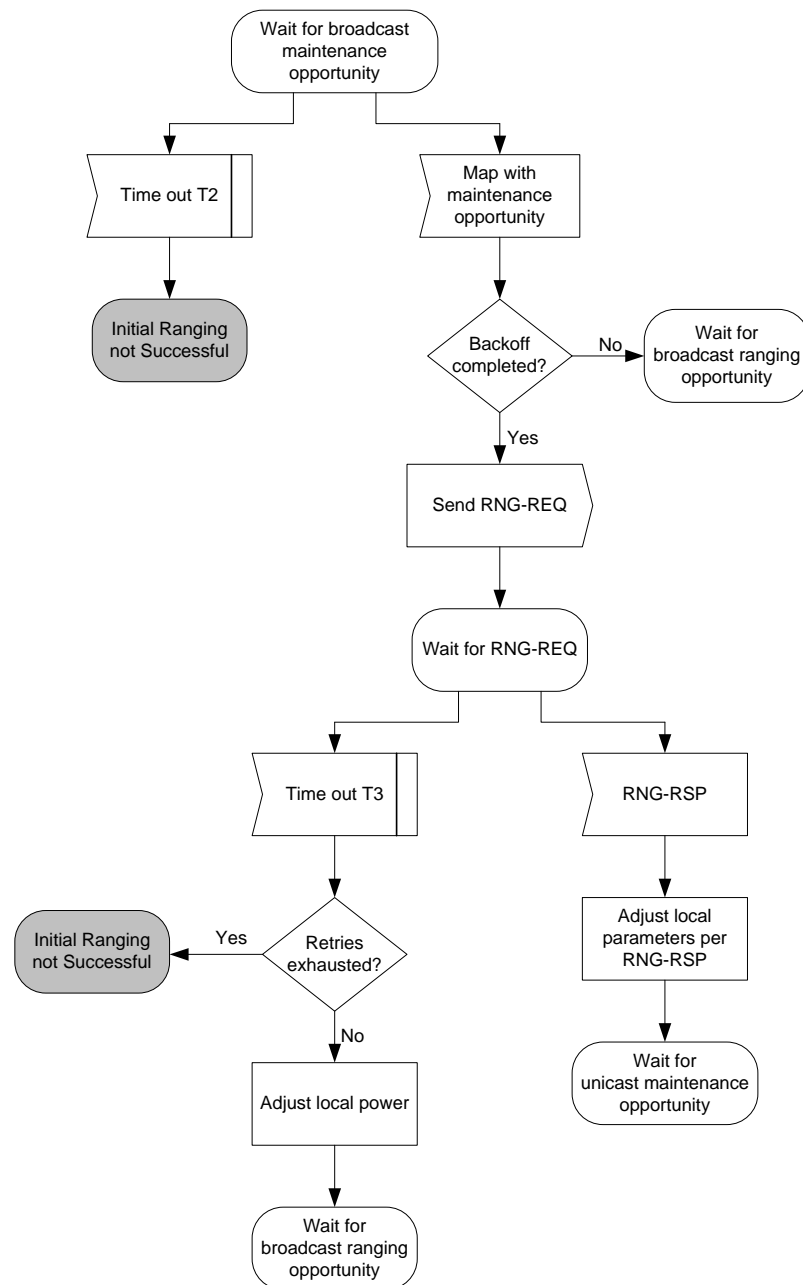 Wait for broadcast
maintenance
opportunity
Time out T2
Map with
maintenance
opportunity
Initial Ranging
not Successful
Backoff
completed?
No
Wait for
broadcast ranging
opportunity
Yes
Send RNG-REQ
Wait for RNG-REQ
Time out T3
RNG-RSP
Initial Ranging
not Successful
Yes
Retries
exhausted?
Adjust local
parameters per
RNG-RSP
No
Wait for
unicast maintenance
opportunity
Adjust local power
Wait for
broadcast ranging
opportunity